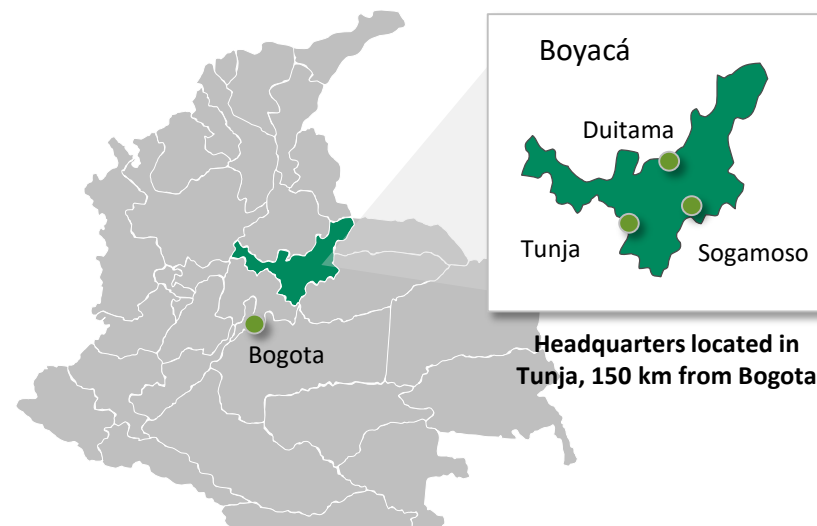 Boyacá
Duitama
Tunja
Sogamoso
Bogota
Headquarters located in
Tunja, 150 km from Bogota